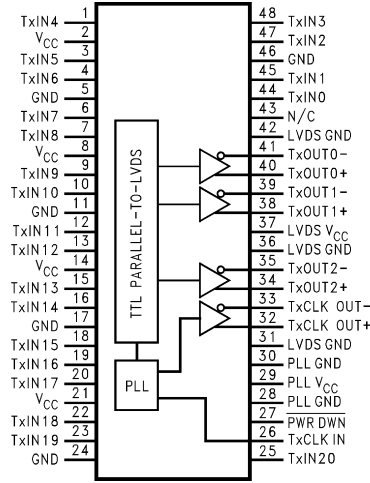 TxIN4 1
VCC 2
TxIN5 3
TxIN6 4
GND 5
TxIN7 6
TxIN8 7
VCC 8
TxIN9 9
TxIN10 10
GND 11
TxIN11 12
TxIN12 13
VCC 14
TxIN13 15
TxIN14 16
GND 17
TxIN15 18
TxIN16 19
TxIN17 20
VCC 21
TxIN18 22
TxIN19 23
GND 24
TTL PARALLEL-TO-LVDS
PLL
48 TxIN3
47 TxIN2
46 GND
45 TxIN1
44 TxIN0
43 N/C
42 LVDS GND
41 TxOUT0-
40 TxOUT0+
39 TxOUT1-
38 TxOUT1+
37 LVDS VCC
36 LVDS GND
35 TxOUT2-
34 TxOUT2+
33 TxCLK OUT-
32 TxCLK OUT+
31 LVDS GND
30 PLL GND
29 PLL VCC
28 PLL GND
27 PWR DWN
26 TxCLK IN
25 TxIN20